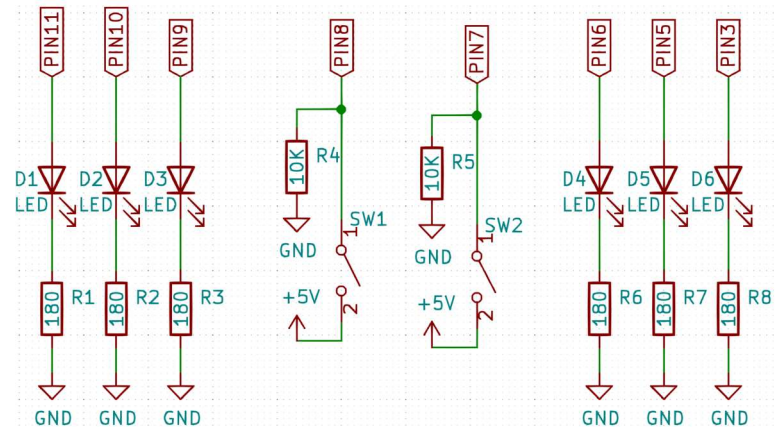 PIN11 PIN10 PIN9 PIN8 PIN7 PIN6 PIN5 PIN3
10K R4 10K R5
D1 D2 D3 D4 D5 D6
LED LED LED LED LED LED
SW1 SW2
1 1
GND GND
+5V +5V
2 2
180 R1 180 R2 180 R3 180 R6 180 R7 180 R8
GND GND GND GND GND GND